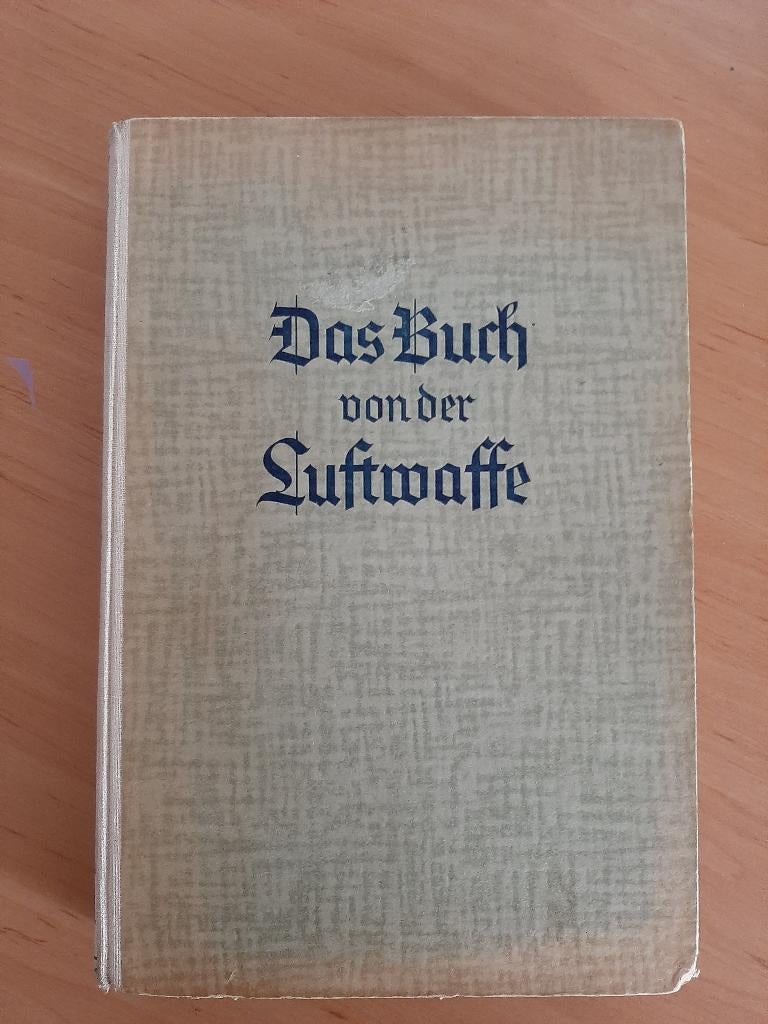 Das Buch
von der
Luftwaffe